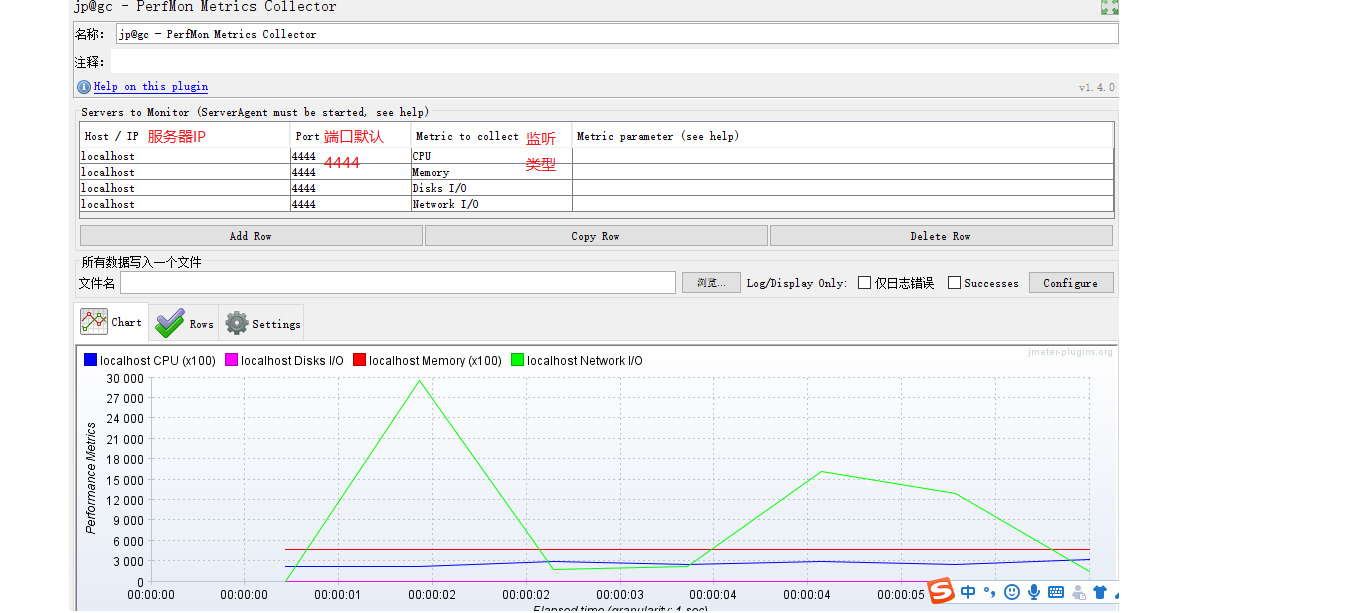 jp@gc - PerfMon Metrics Collector
名称： jp@gc - PerfMon Metrics Collector
注释：
Help on this plugin v1.4.0
Servers to Monitor (ServerAgent must be started, see help)
Host / IP 服务器IP Port 端口默认 Metric to collect 监听 Metric parameter (see help)
localhost 4444 4444 CPU 类型
localhost 4444 Memory
localhost 4444 Disks I/O
localhost 4444 Network I/O
Add Row Copy Row Delete Row
所有数据写入一个文件
文件名 浏览... Log/Display Only: 仅日志错误 Successes Configure
Chart Rows Settings
jmeter-plugins.org
localhost CPU (x100) localhost Disks I/O localhost Memory (x100) localhost Network I/O
30 000
27 000
24 000
21 000
18 000
15 000
12 000
9 000
6 000
3 000
0
Performance Metrics
00:00:00 00:00:00 00:00:01 00:00:02 00:00:02 00:00:03 00:00:04 00:00:04 00:00:05
Elapsed time (granularity: 1 sec)
S 中